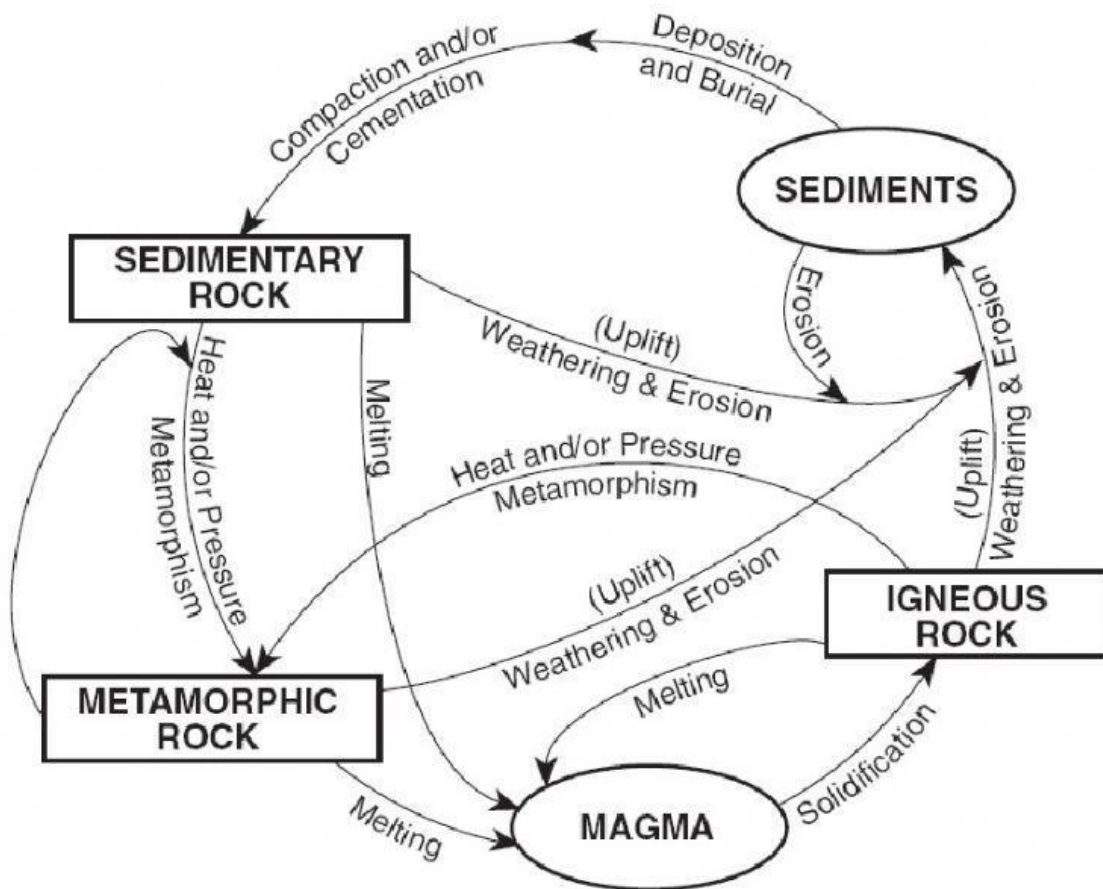 Deposition
and Burial
Compaction and/or
Cementation
SEDIMENTS
SEDIMENTARY
ROCK
Erosion
(Uplift)
Weathering & Erosion
(Uplift)
Weathering & Erosion
Heat and/or Pressure
Metamorphism
Melting
Heat and/or Pressure
Metamorphism
(Uplift)
Weathering & Erosion
IGNEOUS
ROCK
METAMORPHIC
ROCK
Melting
Solidification
Melting
MAGMA